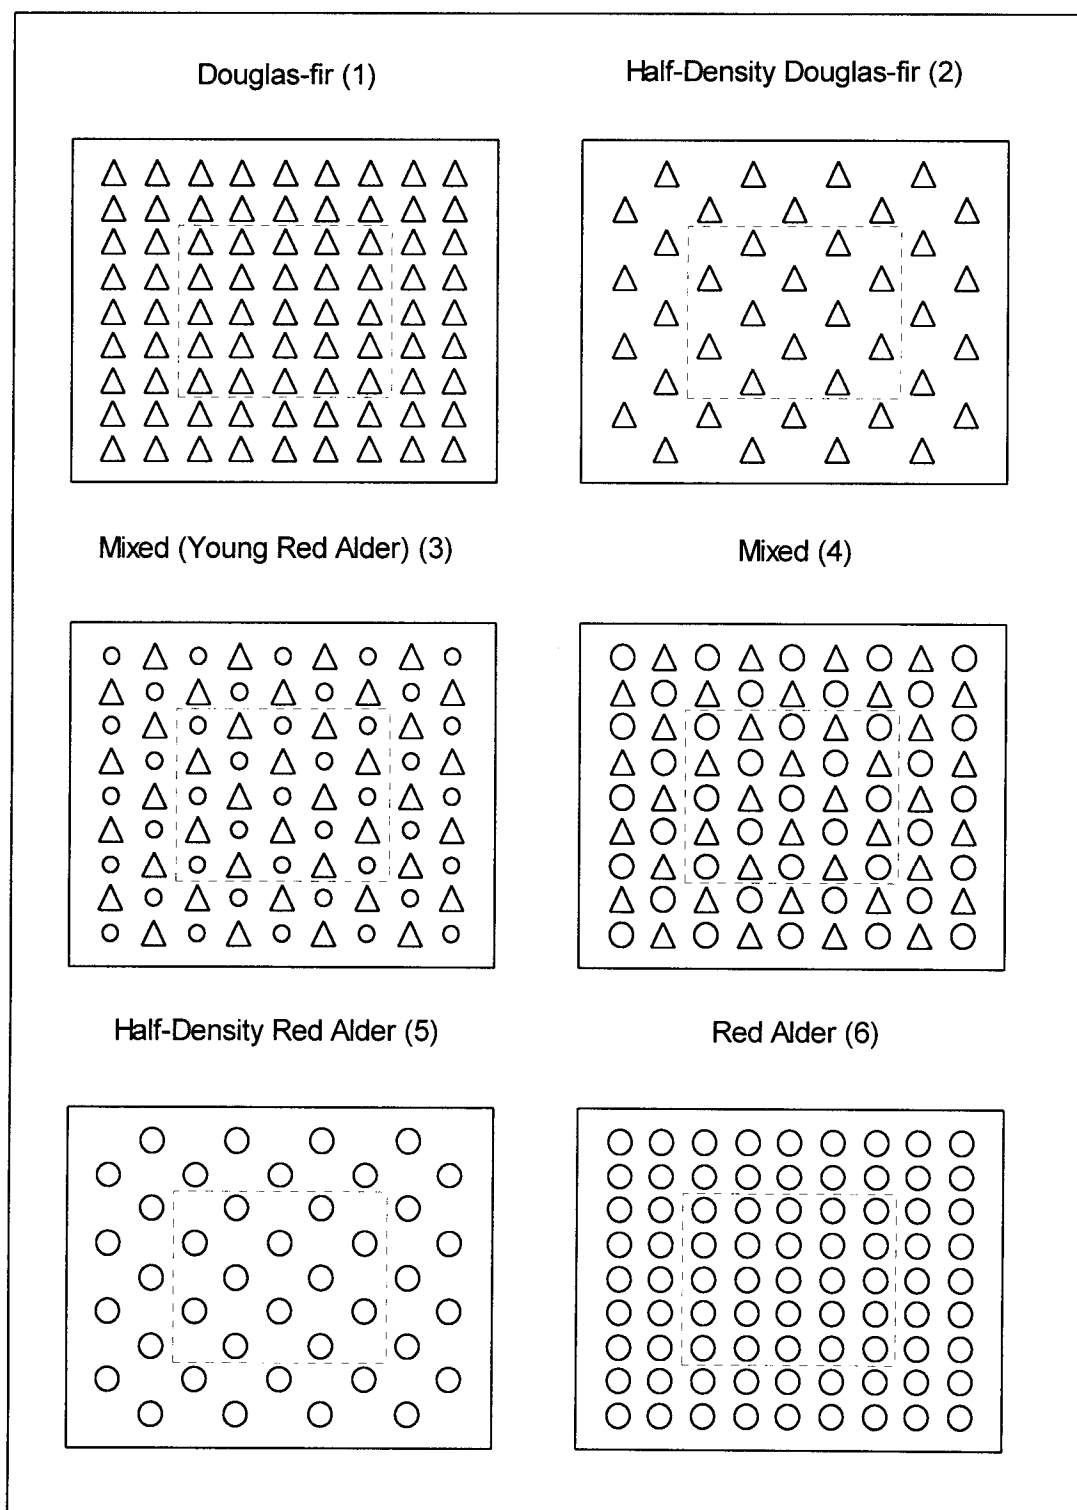 Douglas-fir (1)
Half-Density Douglas-fir (2)
Mixed (Young Red Alder) (3)
Mixed (4)
Half-Density Red Alder (5)
Red Alder (6)